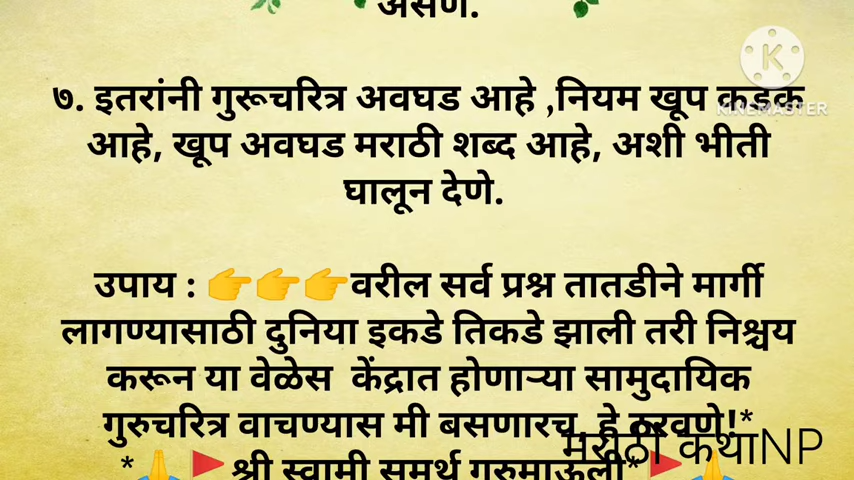 असणे.
७. इतरांनी गुरूचरित्र अवघड आहे ,नियम खूप कडक
आहे, खूप अवघड मराठी शब्द आहे, अशी भीती
घालून देणे.
उपाय : 👉👉👉वरील सर्व प्रश्न तातडीने मार्गी
लागण्यासाठी दुनिया इकडे तिकडे झाली तरी निश्चय
करून या वेळेस केंद्रात होणाऱ्या सामुदायिक
गुरुचरित्र वाचण्यास मी बसणारच, हे ठरवणे!*
*🙏🚩श्री स्वामी समर्थ गुरुमाऊली*🚩🙏
KINEMASTER
मराठी कथाNP